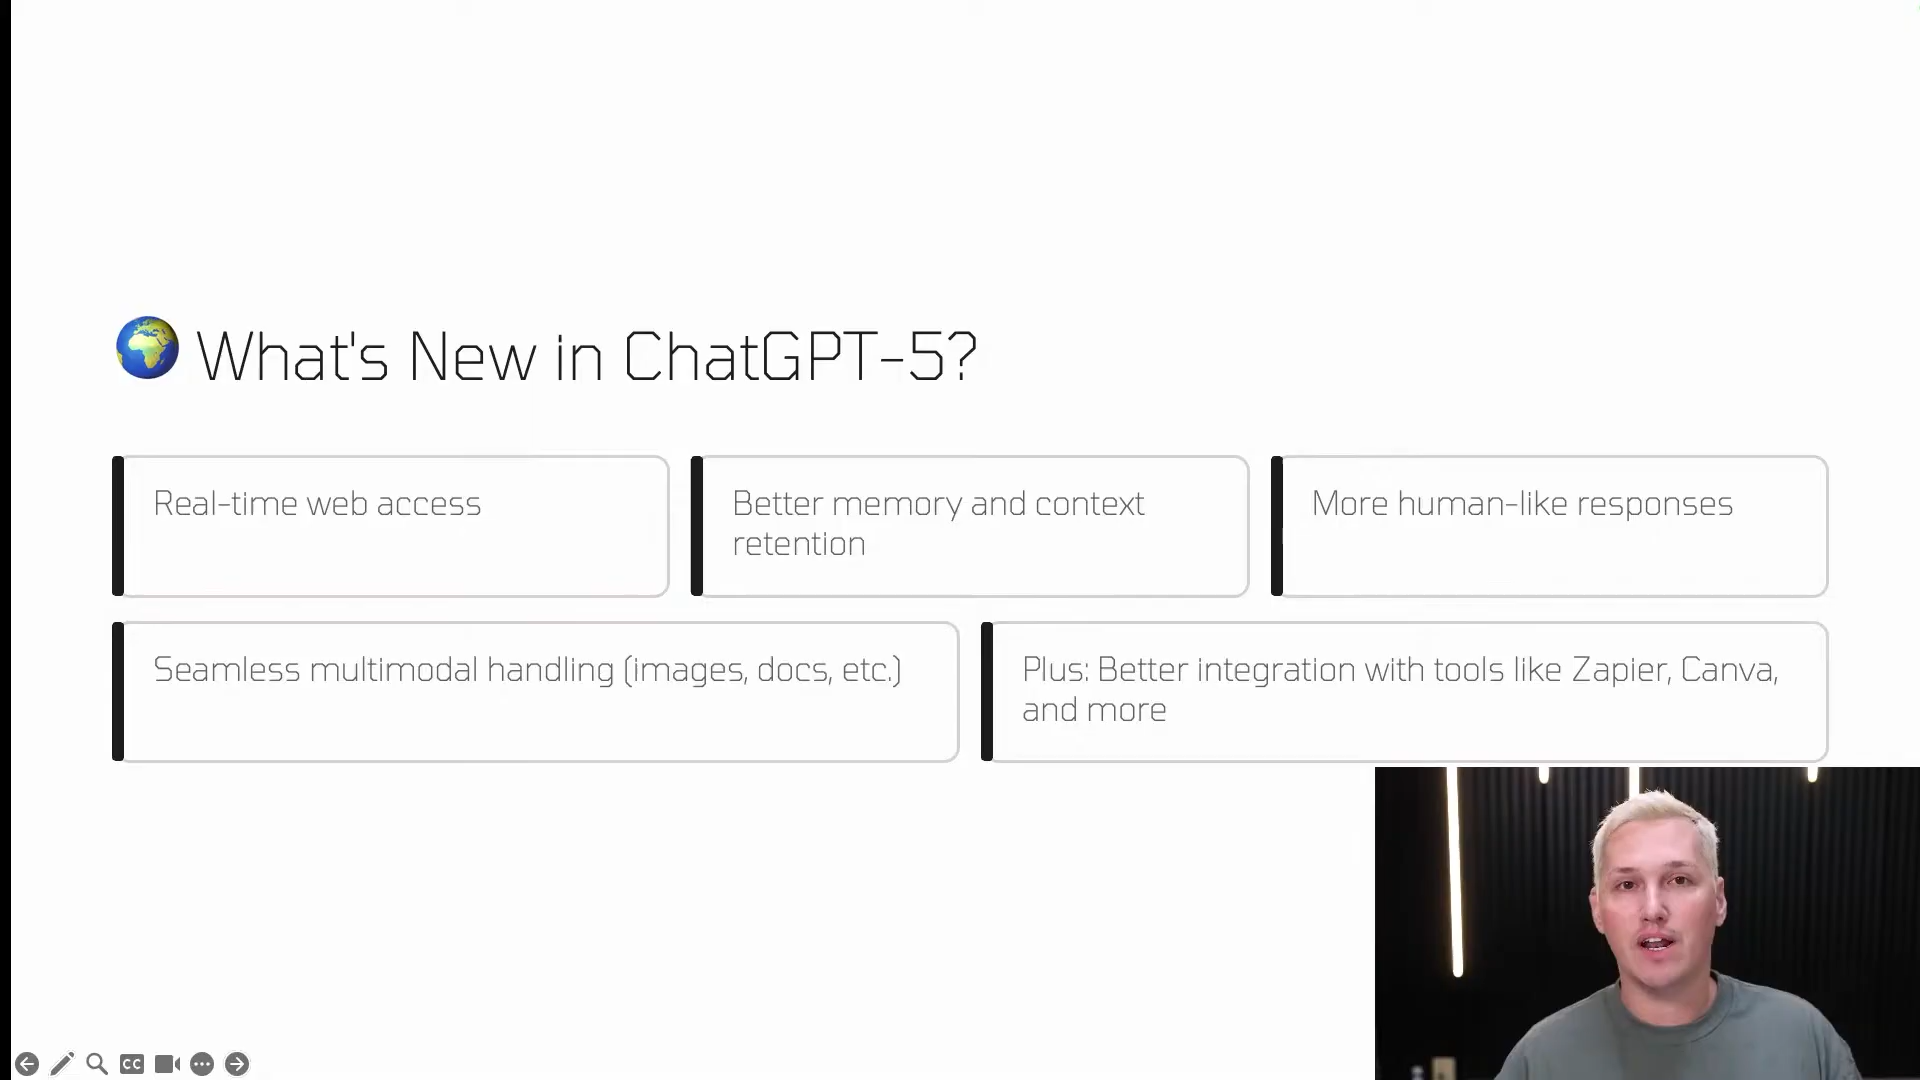 What's New in ChatGPT-5?
Real-time web access
Better memory and context
retention
More human-like responses
Seamless multimodal handling (images, docs, etc.)
Plus: Better integration with tools like Zapier, Canva,
and more
CC